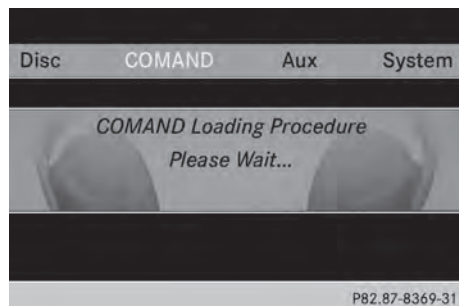 Disc COMAND Aux System
COMAND Loading Procedure
Please Wait...
P82.87-8369-31